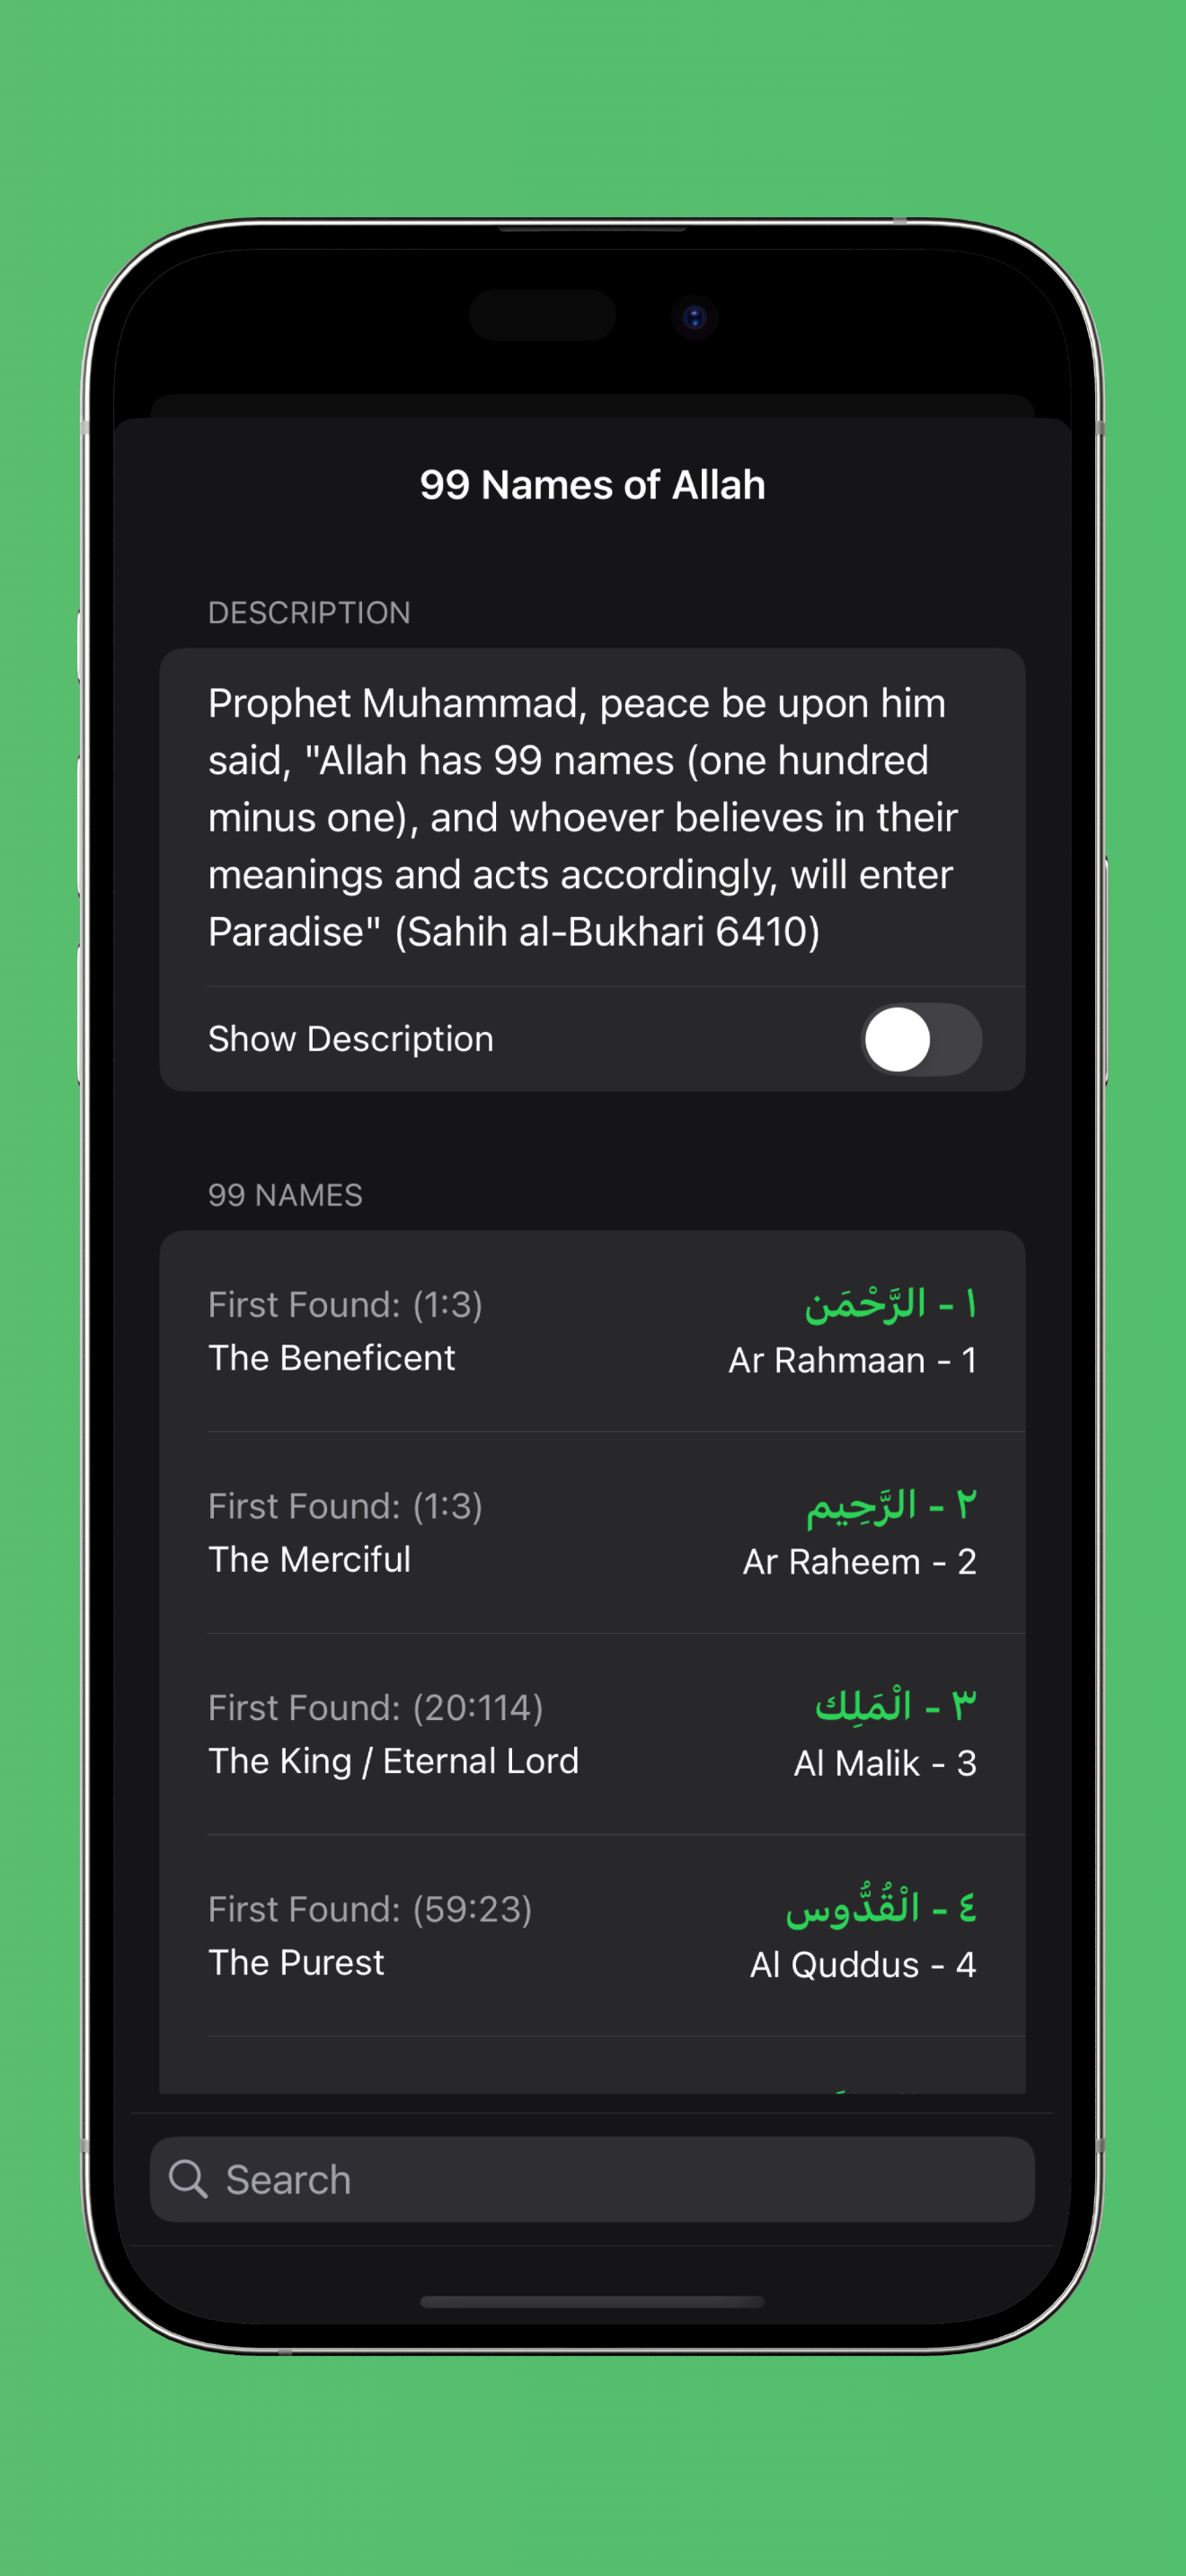 99 Names of Allah
DESCRIPTION
Prophet Muhammad, peace be upon him
said, "Allah has 99 names (one hundred
minus one), and whoever believes in their
meanings and acts accordingly, will enter
Paradise" (Sahih al-Bukhari 6410)
Show Description
99 NAMES
First Found: (1:3)
١ - الرَّحْمَن
The Beneficent
Ar Rahmaan - 1
First Found: (1:3)
٢ - الرَّحِيم
The Merciful
Ar Raheem - 2
First Found: (20:114)
٣ - الْمَلِك
The King / Eternal Lord
Al Malik - 3
First Found: (59:23)
٤ - الْقُدُّوس
The Purest
Al Quddus - 4
Search